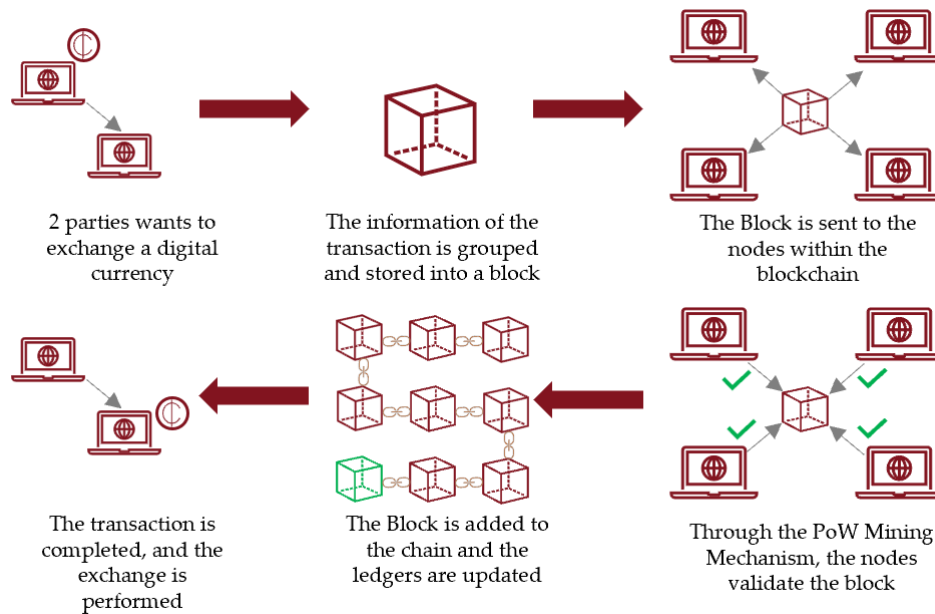 2 parties wants to
exchange a digital
currency
The information of the
transaction is grouped
and stored into a block
The Block is sent to the
nodes within the
blockchain
Through the PoW Mining
Mechanism, the nodes
validate the block
The Block is added to
the chain and the
ledgers are updated
The transaction is
completed, and the
exchange is
performed